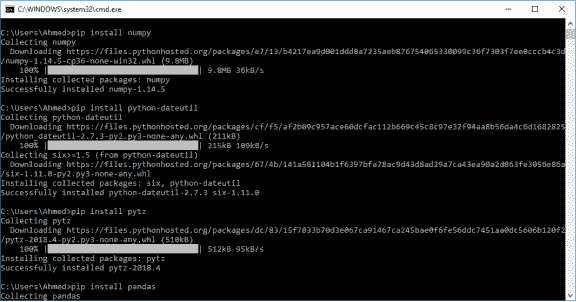 C:\WINDOWS\system32\cmd.exe
C:\Users\Ahmed>pip install numpy
Collecting numpy
Downloading https://files.pythonhosted.org/packages/e7/13/b4217ea9d001ddd8a7235aeb876754065330099c36f7303f7ee0cccb4c3d
/numpy-1.14.5-cp36-none-win32.whl (9.8MB)
100% || 9.8MB 36kB/s
Installing collected packages: numpy
Successfully installed numpy-1.14.5
C:\Users\Ahmed>pip install python-dateutil
Collecting python-dateutil
Downloading https://files.pythonhosted.org/packages/cf/f5/af2b09c957ace60dcfac112b669c45c8c97e32f94aa8b56da4c6d1682825
/python_dateutil-2.7.3-py2.py3-none-any.whl (211kB)
100% || 215kB 109kB/s
Collecting six>=1.5 (from python-dateutil)
Downloading https://files.pythonhosted.org/packages/67/4b/141a581104b1f6397bfa78ac9d43d8ad29a7ca43ea90a2d863fe3056e86a
/six-1.11.0-py2.py3-none-any.whl
Installing collected packages: six, python-dateutil
Successfully installed python-dateutil-2.7.3 six-1.11.0
C:\Users\Ahmed>pip install pytz
Collecting pytz
Downloading https://files.pythonhosted.org/packages/dc/83/15f7833b70d3e067ca91467ca245bae0f6fe56ddc7451aa0dc5606b120f2
/pytz-2018.4-py2.py3-none-any.whl (510kB)
100% || 512kB 95kB/s
Installing collected packages: pytz
Successfully installed pytz-2018.4
C:\Users\Ahmed>pip install pandas
Collecting pandas